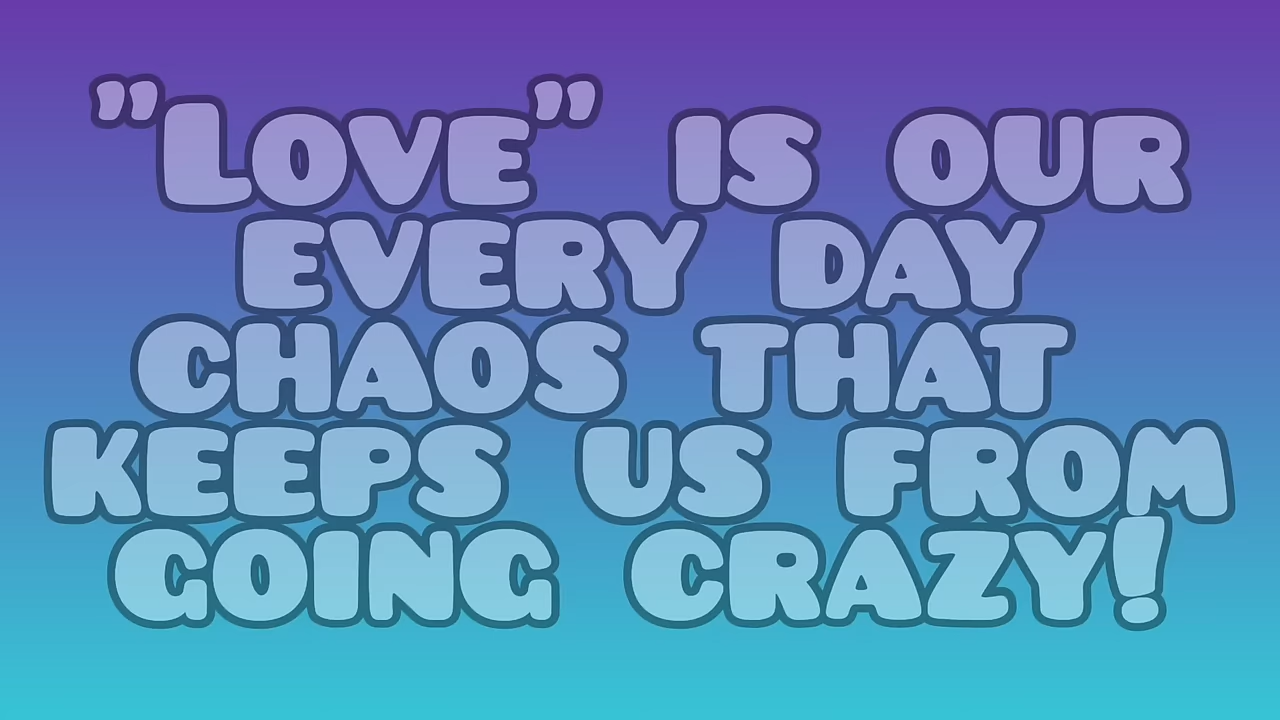 "Love" is our
every day
chaos that
keeps us from
going crazy!